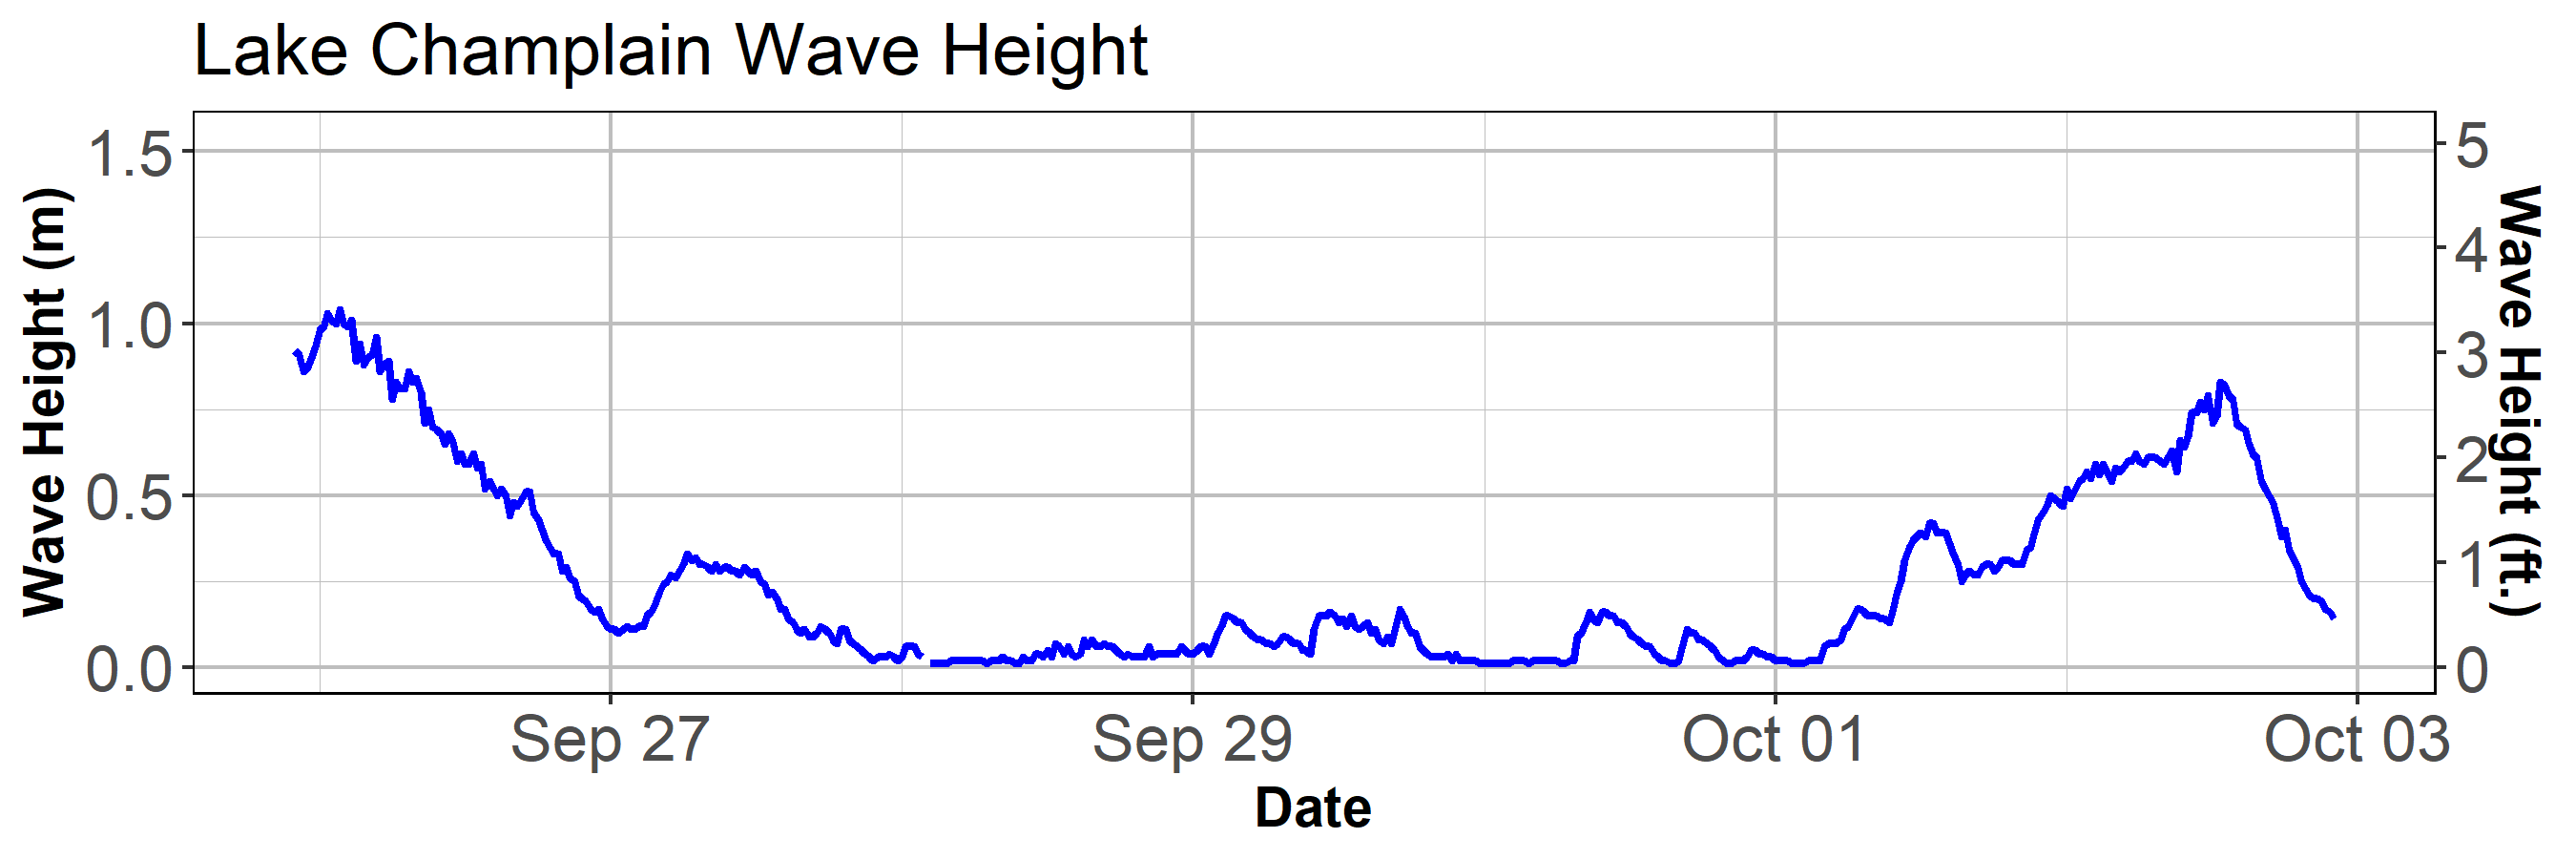 Lake Champlain Wave Height
Wave Height (m)
1.5
1.0
0.5
0.0
5
4
3
2
1
0
Wave Height (ft.)
Sep 27
Sep 29
Oct 01
Oct 03
Date